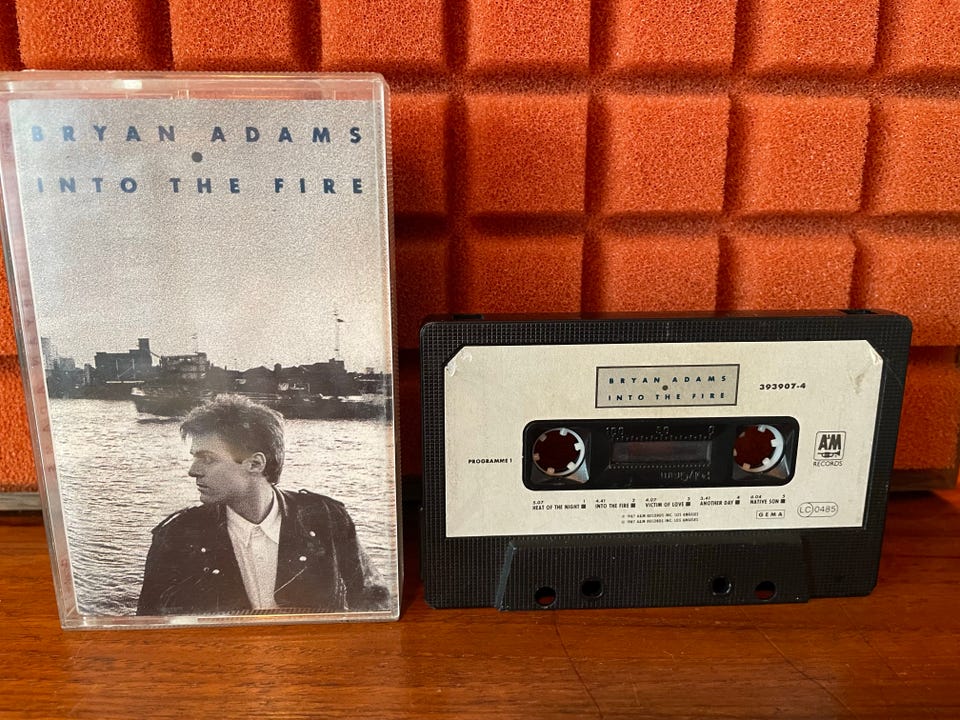 BRYAN ADAMS
INTO THE FIRE
BRYAN ADAMS
INTO THE FIRE
393907-4
PROGRAMME 1
100 50 0
A&M
RECORDS
5.07 1 4.41 2 4.07 3 3.41 4 6.04 5
HEAT OF THE NIGHT INTO THE FIRE VICTIM OF LOVE ANOTHER DAY NATIVE SON
℗ 1987 A&M RECORDS INC. LOS ANGELES
© 1987 A&M RECORDS INC. LOS ANGELES
GEMA
LC 0485